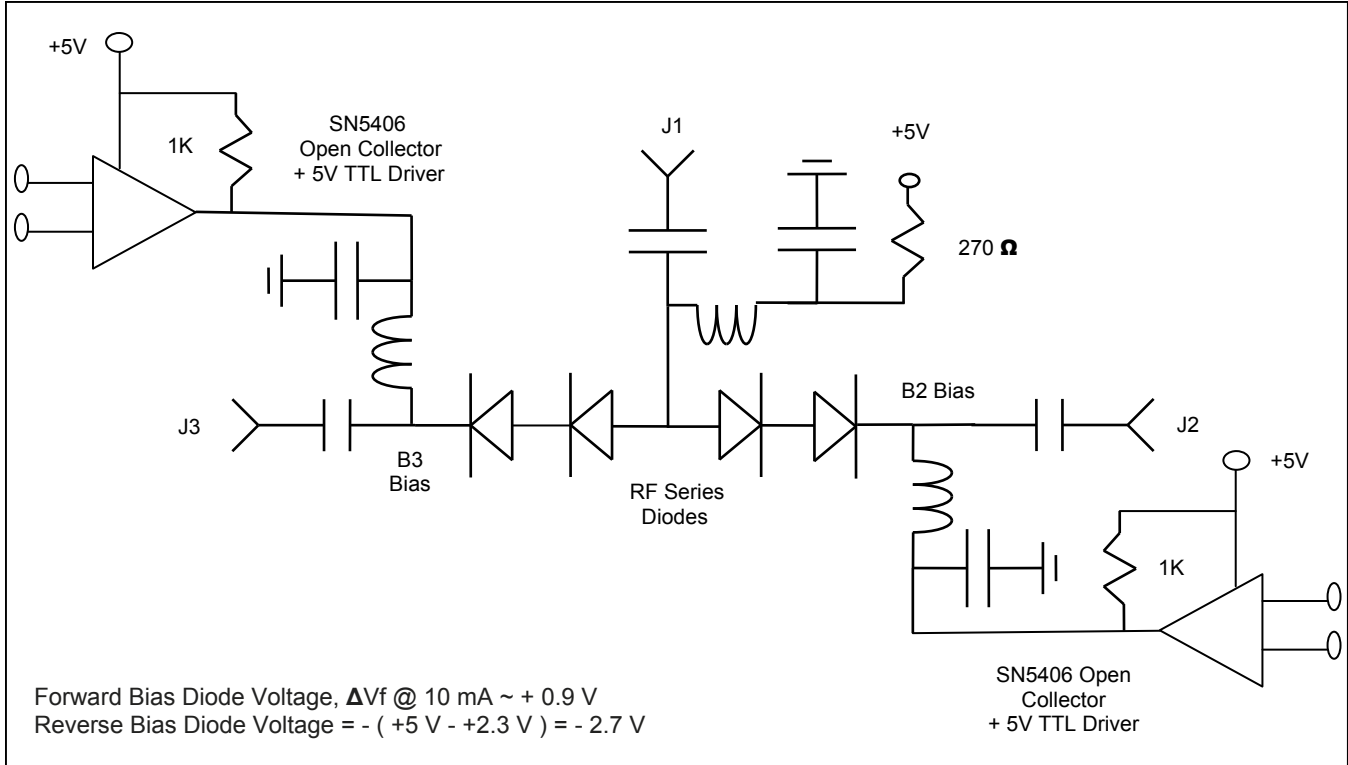 +5V
1K
SN5406
Open Collector
+ 5V TTL Driver
J1
+5V
270 Ω
J3
B3
Bias
RF Series
Diodes
B2 Bias
J2
+5V
1K
SN5406 Open
Collector
+ 5V TTL Driver
Forward Bias Diode Voltage, ΔVf @ 10 mA ~ + 0.9 V
Reverse Bias Diode Voltage = - ( +5 V - +2.3 V ) = - 2.7 V